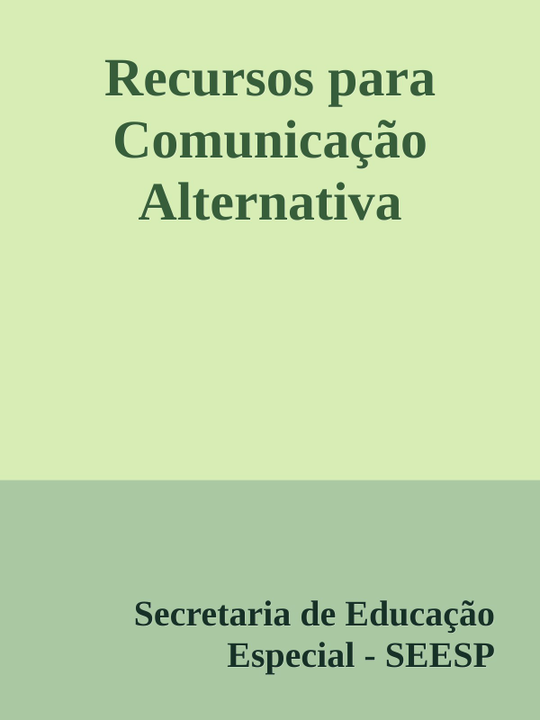 Recursos para
Comunicação
Alternativa
Secretaria de Educação
Especial - SEESP